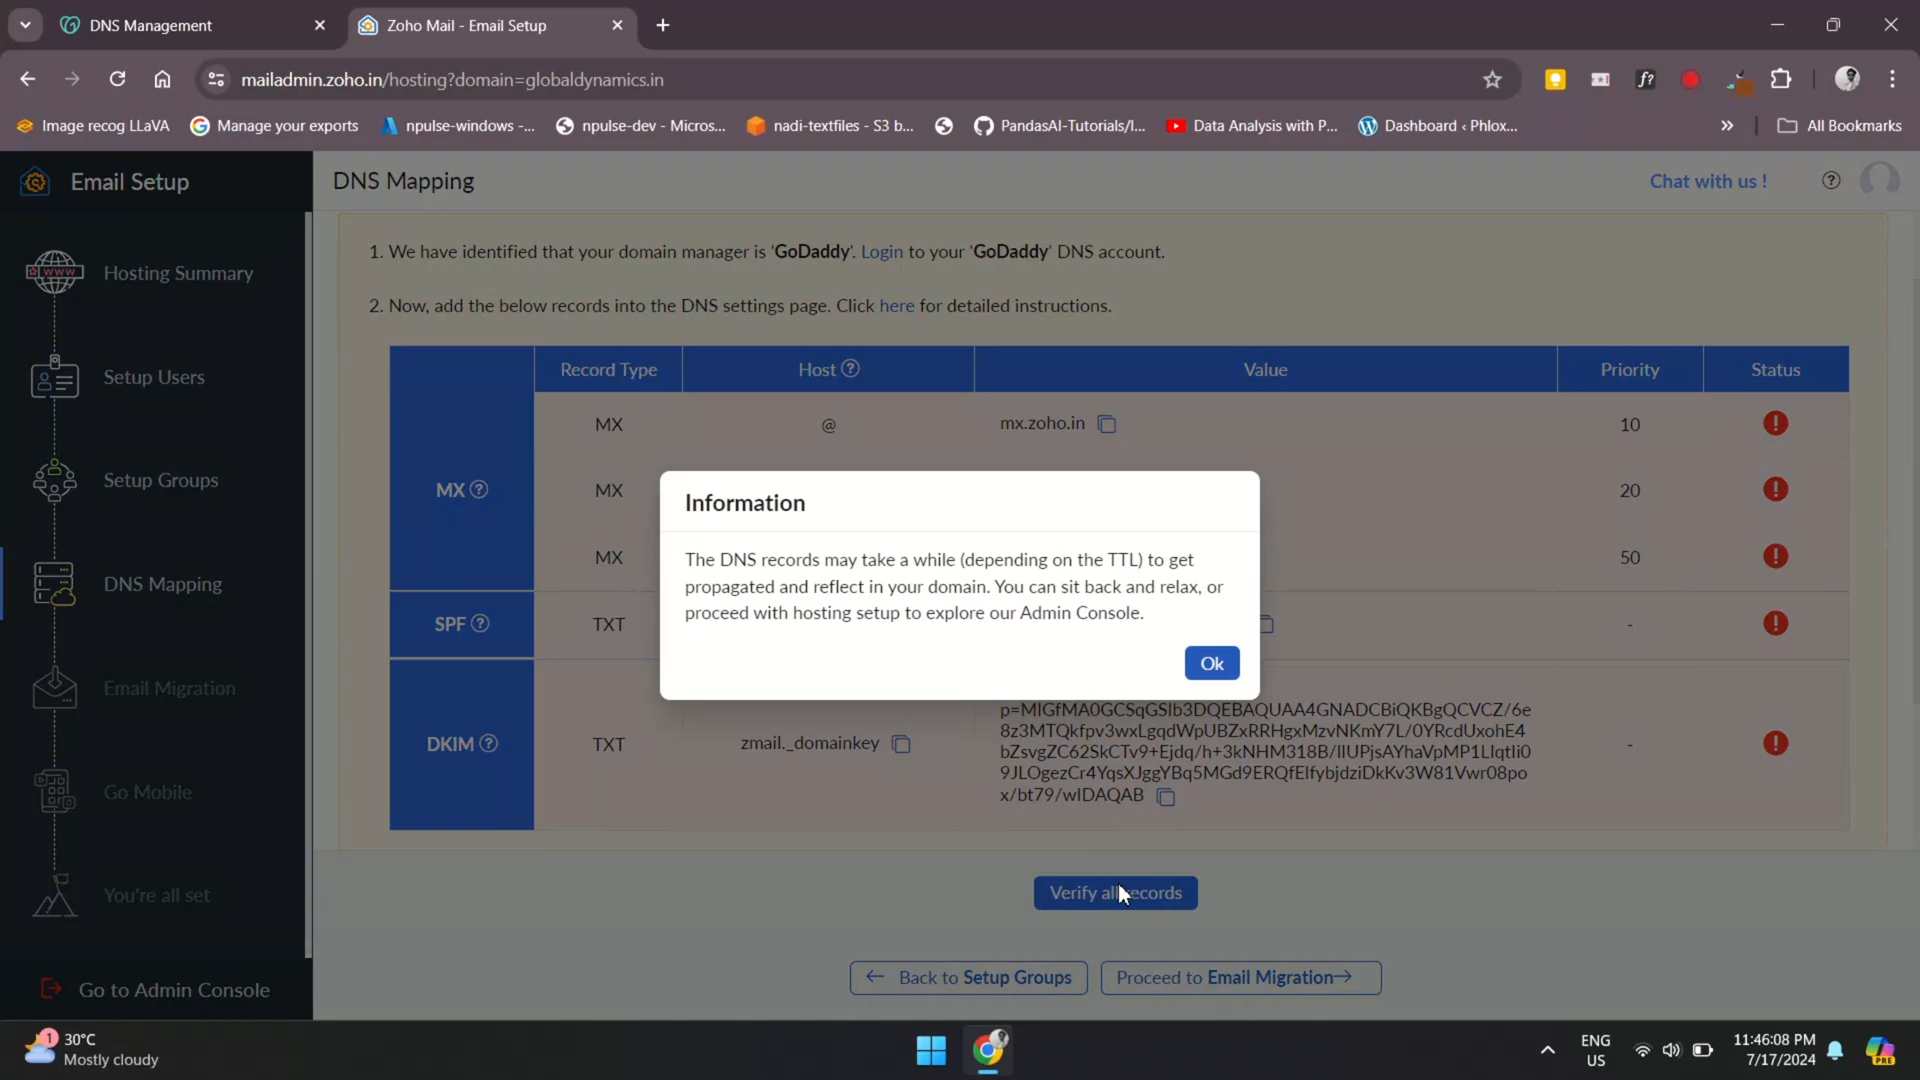 DNS Management
Zoho Mail - Email Setup
mailadmin.zoho.in/hosting?domain=globaldynamics.in
f?
Image recog LLaVA
Manage your exports
npulse-windows -...
npulse-dev - Micros...
nadi-textfiles - S3 b...
PandasAI-Tutorials/I...
Data Analysis with P...
Dashboard ‹ Phlox...
»
All Bookmarks
Email Setup
DNS Mapping
Chat with us !
WWW
Hosting Summary
Setup Users
Setup Groups
DNS Mapping
Email Migration
Go Mobile
You're all set
Go to Admin Console
1. We have identified that your domain manager is 'GoDaddy'. Login to your 'GoDaddy' DNS account.
2. Now, add the below records into the DNS settings page. Click here for detailed instructions.
Record Type Host Value Priority Status
MX
MX @ mx.zoho.in 10
MX 20
MX 50
SPF TXT -
DKIM TXT zmail._domainkey
p=MIGfMA0GCSqGSIb3DQEBAQUAA4GNADCBiQKBgQCVCZ/6e
8z3MTQkfpv3wxLgqdWpUBZxRRHgxMzvNKmY7L/0YRcdUxohE4
bZsvgZC62SkCTv9+Ejdq/h+3kNHM318B/IlUPjsAYhaVpMP1LIqtIi0
9JLOgezCr4YqsXJggYBq5MGd9ERQfElfybjdziDkKv3W81Vwr08po
x/bt79/wIDAQAB
-
Information
The DNS records may take a while (depending on the TTL) to get
propagated and reflect in your domain. You can sit back and relax, or
proceed with hosting setup to explore our Admin Console.
Ok
Verify all records
← Back to Setup Groups
Proceed to Email Migration→
1
30°C
Mostly cloudy
ENG
US
11:46:08 PM
7/17/2024
PRE